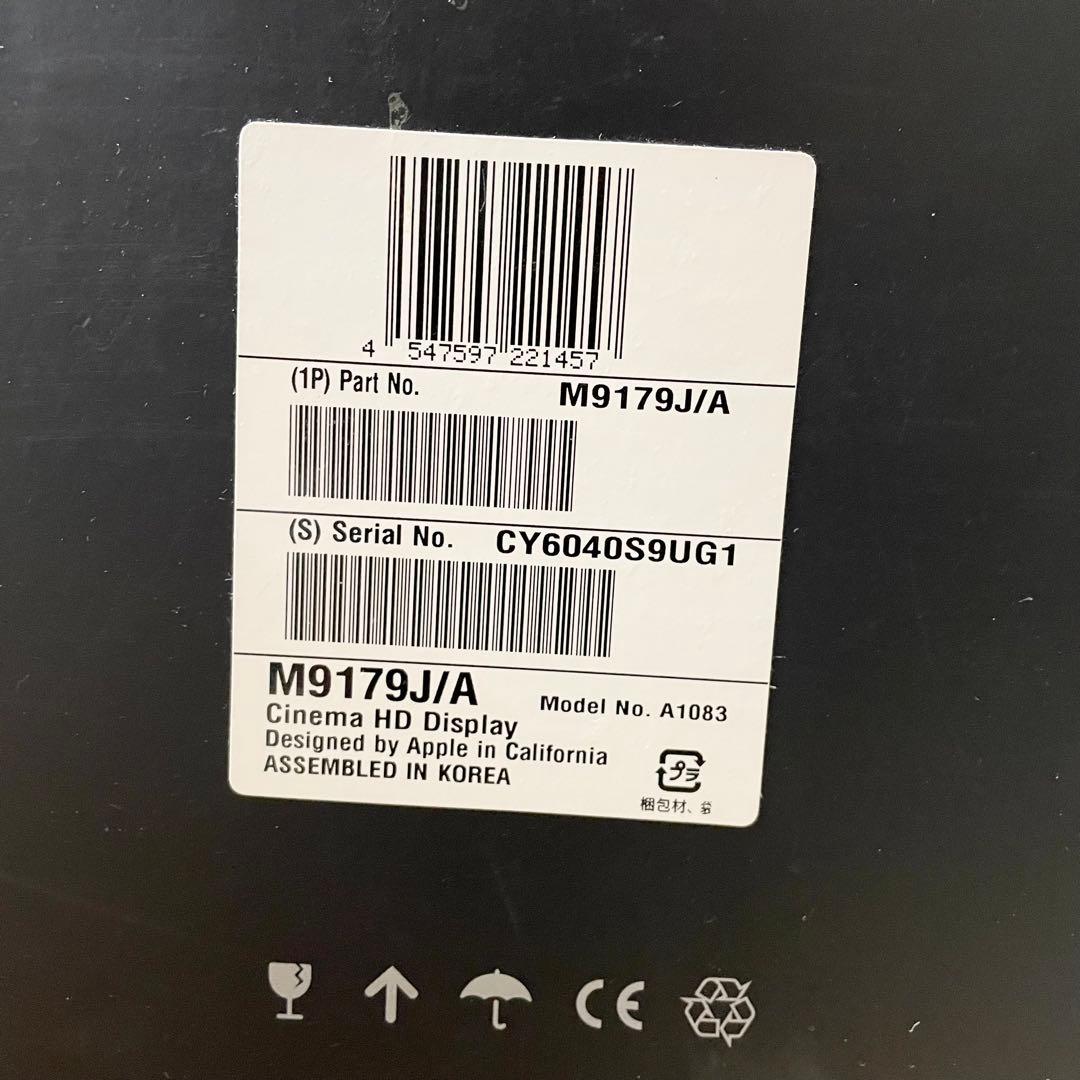 4 547597 221457
(1P) Part No. M9179J/A
(S) Serial No. CY6040S9UG1
M9179J/A
Model No. A1083
Cinema HD Display
Designed by Apple in California
ASSEMBLED IN KOREA
プラ
梱包材、袋
CE